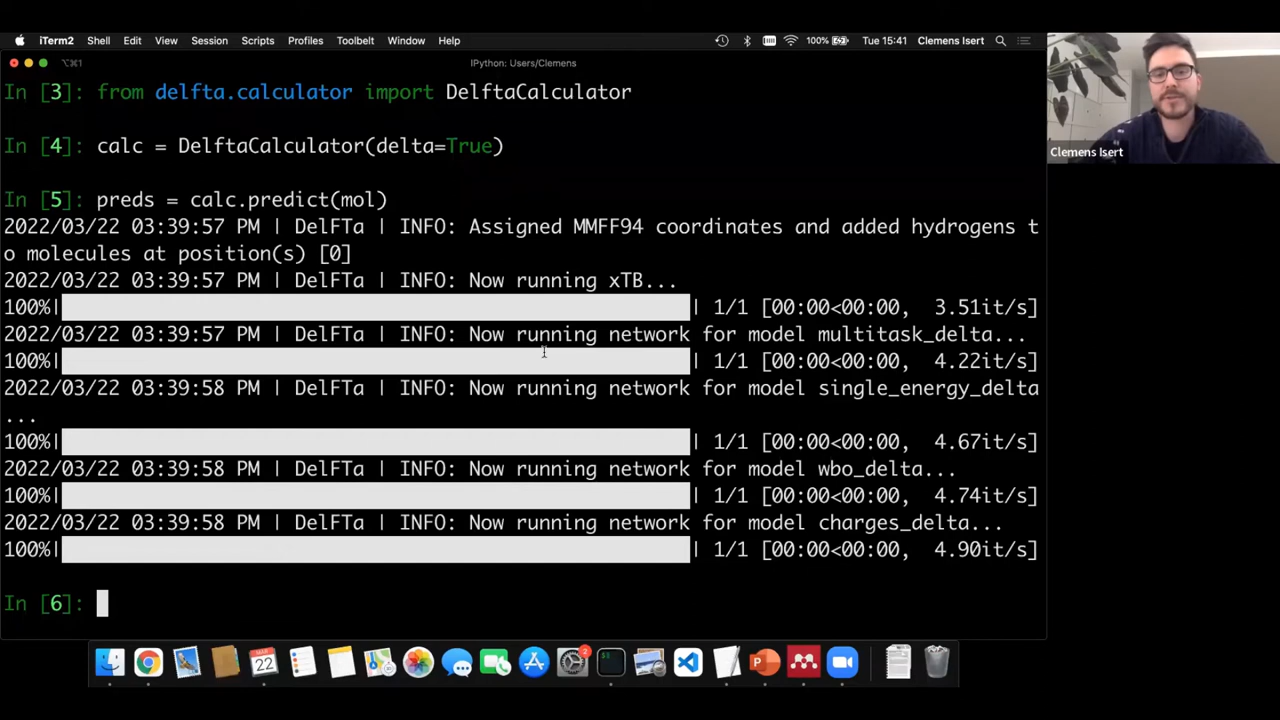 iTerm2 Shell Edit View Session Scripts Profiles Toolbelt Window Help 100% Tue 15:41 Clemens Isert
⌥⌘1 IPython: Users/Clemens
In [3]: from delfta.calculator import DelftaCalculator
In [4]: calc = DelftaCalculator(delta=True)
In [5]: preds = calc.predict(mol)
2022/03/22 03:39:57 PM | DelFTa | INFO: Assigned MMFF94 coordinates and added hydrogens t
o molecules at position(s) [0]
2022/03/22 03:39:57 PM | DelFTa | INFO: Now running xTB...
100%| | 1/1 [00:00<00:00, 3.51it/s]
2022/03/22 03:39:57 PM | DelFTa | INFO: Now running network for model multitask_delta...
100%| | 1/1 [00:00<00:00, 4.22it/s]
2022/03/22 03:39:58 PM | DelFTa | INFO: Now running network for model single_energy_delta
...
100%| | 1/1 [00:00<00:00, 4.67it/s]
2022/03/22 03:39:58 PM | DelFTa | INFO: Now running network for model wbo_delta...
100%| | 1/1 [00:00<00:00, 4.74it/s]
2022/03/22 03:39:58 PM | DelFTa | INFO: Now running network for model charges_delta...
100%| | 1/1 [00:00<00:00, 4.90it/s]
In [6]:
Clemens Isert
MAR
22
2